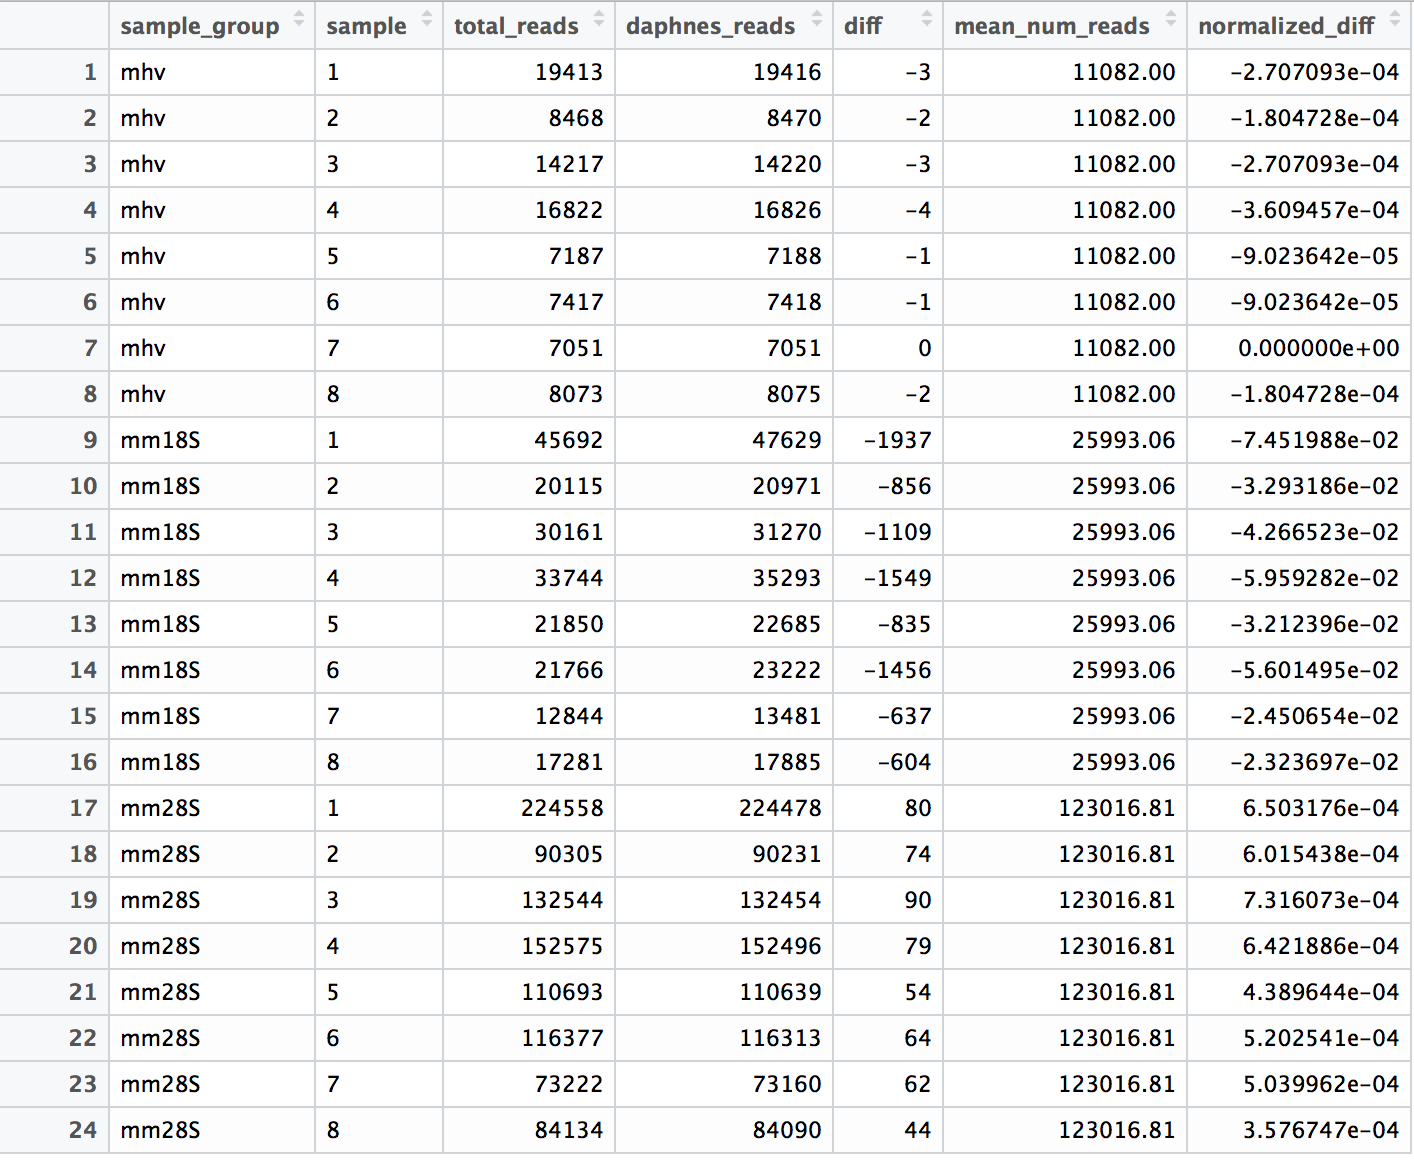 sample_group sample total_reads daphnes_reads diff mean_num_reads normalized_diff
1 mhv 1 19413 19416 -3 11082.00 -2.707093e-04
2 mhv 2 8468 8470 -2 11082.00 -1.804728e-04
3 mhv 3 14217 14220 -3 11082.00 -2.707093e-04
4 mhv 4 16822 16826 -4 11082.00 -3.609457e-04
5 mhv 5 7187 7188 -1 11082.00 -9.023642e-05
6 mhv 6 7417 7418 -1 11082.00 -9.023642e-05
7 mhv 7 7051 7051 0 11082.00 0.000000e+00
8 mhv 8 8073 8075 -2 11082.00 -1.804728e-04
9 mm18S 1 45692 47629 -1937 25993.06 -7.451988e-02
10 mm18S 2 20115 20971 -856 25993.06 -3.293186e-02
11 mm18S 3 30161 31270 -1109 25993.06 -4.266523e-02
12 mm18S 4 33744 35293 -1549 25993.06 -5.959282e-02
13 mm18S 5 21850 22685 -835 25993.06 -3.212396e-02
14 mm18S 6 21766 23222 -1456 25993.06 -5.601495e-02
15 mm18S 7 12844 13481 -637 25993.06 -2.450654e-02
16 mm18S 8 17281 17885 -604 25993.06 -2.323697e-02
17 mm28S 1 224558 224478 80 123016.81 6.503176e-04
18 mm28S 2 90305 90231 74 123016.81 6.015438e-04
19 mm28S 3 132544 132454 90 123016.81 7.316073e-04
20 mm28S 4 152575 152496 79 123016.81 6.421886e-04
21 mm28S 5 110693 110639 54 123016.81 4.389644e-04
22 mm28S 6 116377 116313 64 123016.81 5.202541e-04
23 mm28S 7 73222 73160 62 123016.81 5.039962e-04
24 mm28S 8 84134 84090 44 123016.81 3.576747e-04